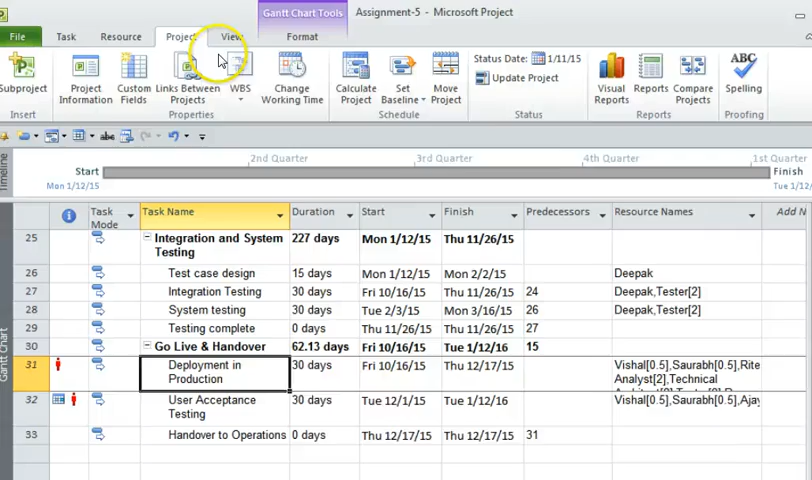 Gantt Chart Tools
Assignment-5 - Microsoft Project
File Task Resource Project View Format
Subproject
Project Information
Custom Fields
Links Between Projects
WBS
Change Working Time
Calculate Project
Set Baseline
Move Project
Status Date: 1/11/15
Update Project
Visual Reports
Reports
Compare Projects
ABC
Spelling
Insert Properties Schedule Status Reports Proofing
abc
Timeline
2nd Quarter 3rd Quarter 4th Quarter 1st Quarter
Start Finish
Mon 1/12/15 Tue 1/12/
Task Mode Task Name Duration Start Finish Predecessors Resource Names Add N
25 Integration and System Testing 227 days Mon 1/12/15 Thu 11/26/15
26 Test case design 15 days Mon 1/12/15 Mon 2/2/15 Deepak
27 Integration Testing 30 days Fri 10/16/15 Thu 11/26/15 24 Deepak,Tester[2]
28 System testing 30 days Tue 2/3/15 Mon 3/16/15 26 Deepak,Tester[2]
29 Testing complete 0 days Thu 11/26/15 Thu 11/26/15 27
30 Go Live & Handover 62.13 days Fri 10/16/15 Tue 1/12/16 15
31 Deployment in Production 30 days Fri 10/16/15 Thu 12/17/15 Vishal[0.5],Saurabh[0.5],Rite
Analyst[2],Technical
32 User Acceptance Testing 30 days Tue 12/1/15 Tue 1/12/16 Vishal[0.5],Saurabh[0.5],Ajay
33 Handover to Operations 0 days Thu 12/17/15 Thu 12/17/15 31
Gantt Chart